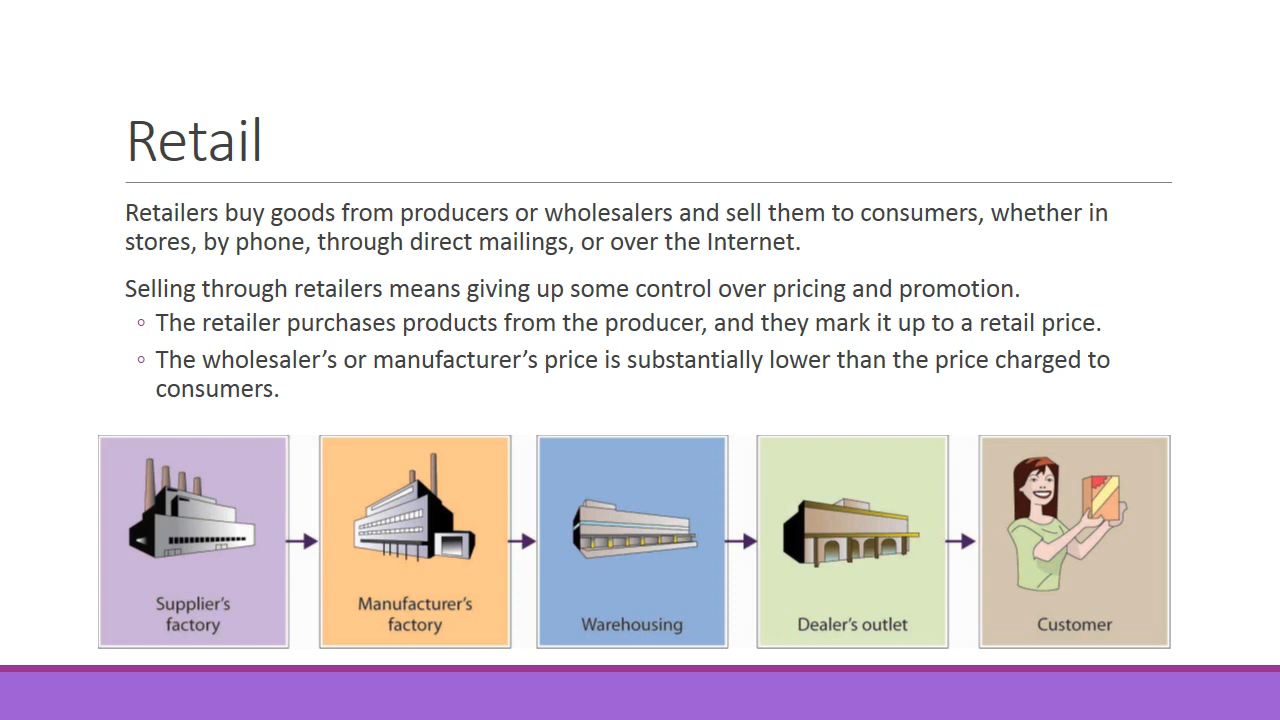 Retail
Retailers buy goods from producers or wholesalers and sell them to consumers, whether in
stores, by phone, through direct mailings, or over the Internet.
Selling through retailers means giving up some control over pricing and promotion.
◦ The retailer purchases products from the producer, and they mark it up to a retail price.
◦ The wholesaler’s or manufacturer’s price is substantially lower than the price charged to
consumers.
Supplier’s
factory
Manufacturer’s
factory
Warehousing
Dealer’s outlet
Customer